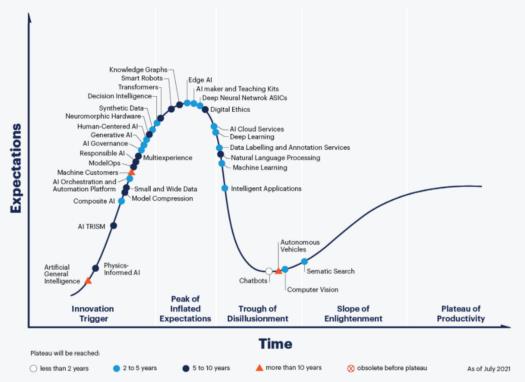 Expectations
Knowledge Graphs
Smart Robots
Transformers
Decision Intelligence
Synthetic Data
Neuromorphic Hardware
Human-Centered AI
Generative AI
AI Governance
Responsible AI
ModelOps
Multiexperience
Machine Customers
AI Orchestration and
Automation Platform
Small and Wide Data
Model Compression
Composite AI
AI TRISM
Artificial
General
Intelligence
Physics-
Informed AI
Edge AI
AI maker and Teaching Kits
Deep Neural Netwrok ASICs
Digital Ethics
AI Cloud Services
Deep Learning
Data Labelling and Annotation Services
Natural Language Processing
Machine Learning
Intelligent Applications
Autonomous
Vehicles
Chatbots
Sematic Search
Computer Vision
Innovation
Trigger
Peak of
Inflated
Expectations
Trough of
Disillusionment
Slope of
Enlightenment
Plateau of
Productivity
Time
Plateau will be reached:
less than 2 years
2 to 5 years
5 to 10 years
more than 10 years
obsolete before plateau
As of July 2021